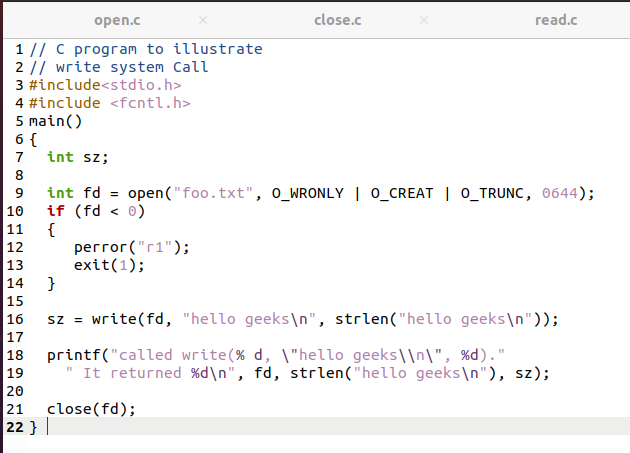 open.c × close.c × read.c
1 // C program to illustrate
2 // write system Call
3 #include<stdio.h>
4 #include <fcntl.h>
5 main()
6 {
7   int sz;
8
9   int fd = open("foo.txt", O_WRONLY | O_CREAT | O_TRUNC, 0644);
10   if (fd < 0)
11   {
12      perror("r1");
13      exit(1);
14   }
15
16   sz = write(fd, "hello geeks\n", strlen("hello geeks\n"));
17
18   printf("called write(% d, \"hello geeks\\n\", %d)."
19     " It returned %d\n", fd, strlen("hello geeks\n"), sz);
20
21   close(fd);
22 }